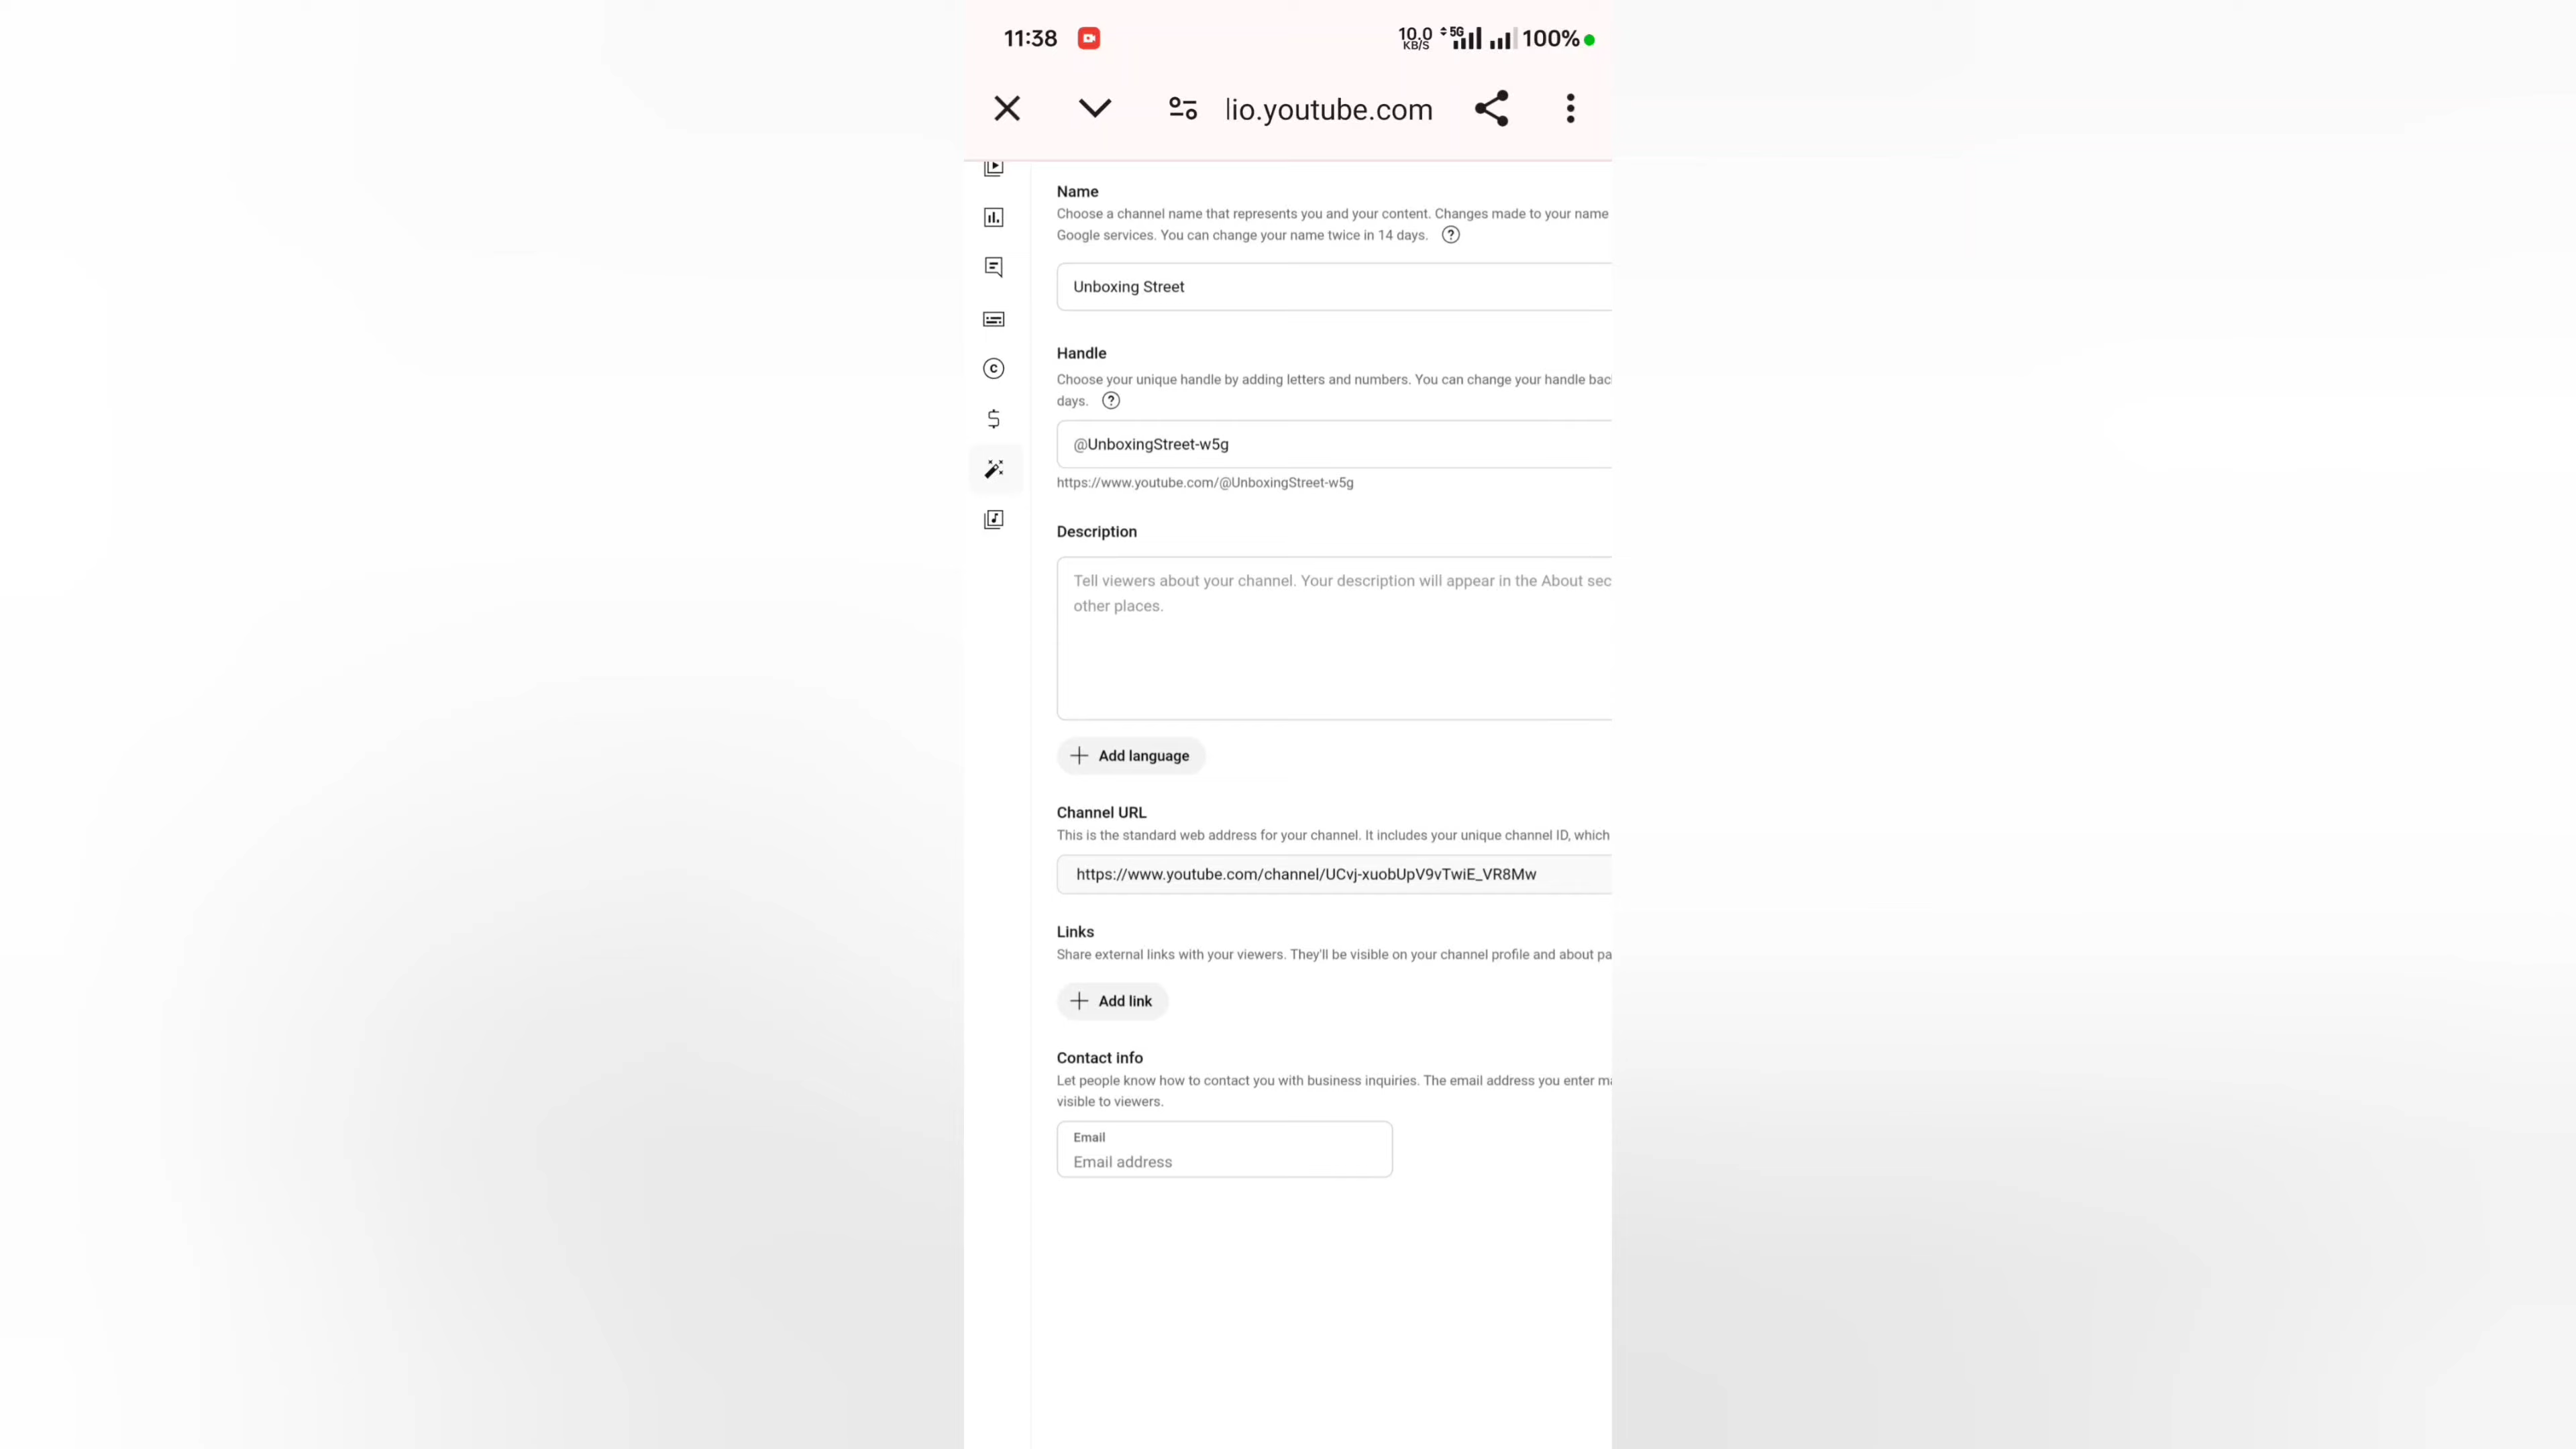 11:38
10.0
KB/S
5G
100%
lio.youtube.com
Name
Choose a channel name that represents you and your content. Changes made to your name
Google services. You can change your name twice in 14 days.
Unboxing Street
Handle
Choose your unique handle by adding letters and numbers. You can change your handle bac
days.
@UnboxingStreet-w5g
https://www.youtube.com/@UnboxingStreet-w5g
Description
Tell viewers about your channel. Your description will appear in the About sec
other places.
Add language
Channel URL
This is the standard web address for your channel. It includes your unique channel ID, which
https://www.youtube.com/channel/UCvj-xuobUpV9vTwiE_VR8Mw
Links
Share external links with your viewers. They'll be visible on your channel profile and about pa
Add link
Contact info
Let people know how to contact you with business inquiries. The email address you enter ma
visible to viewers.
Email
Email address